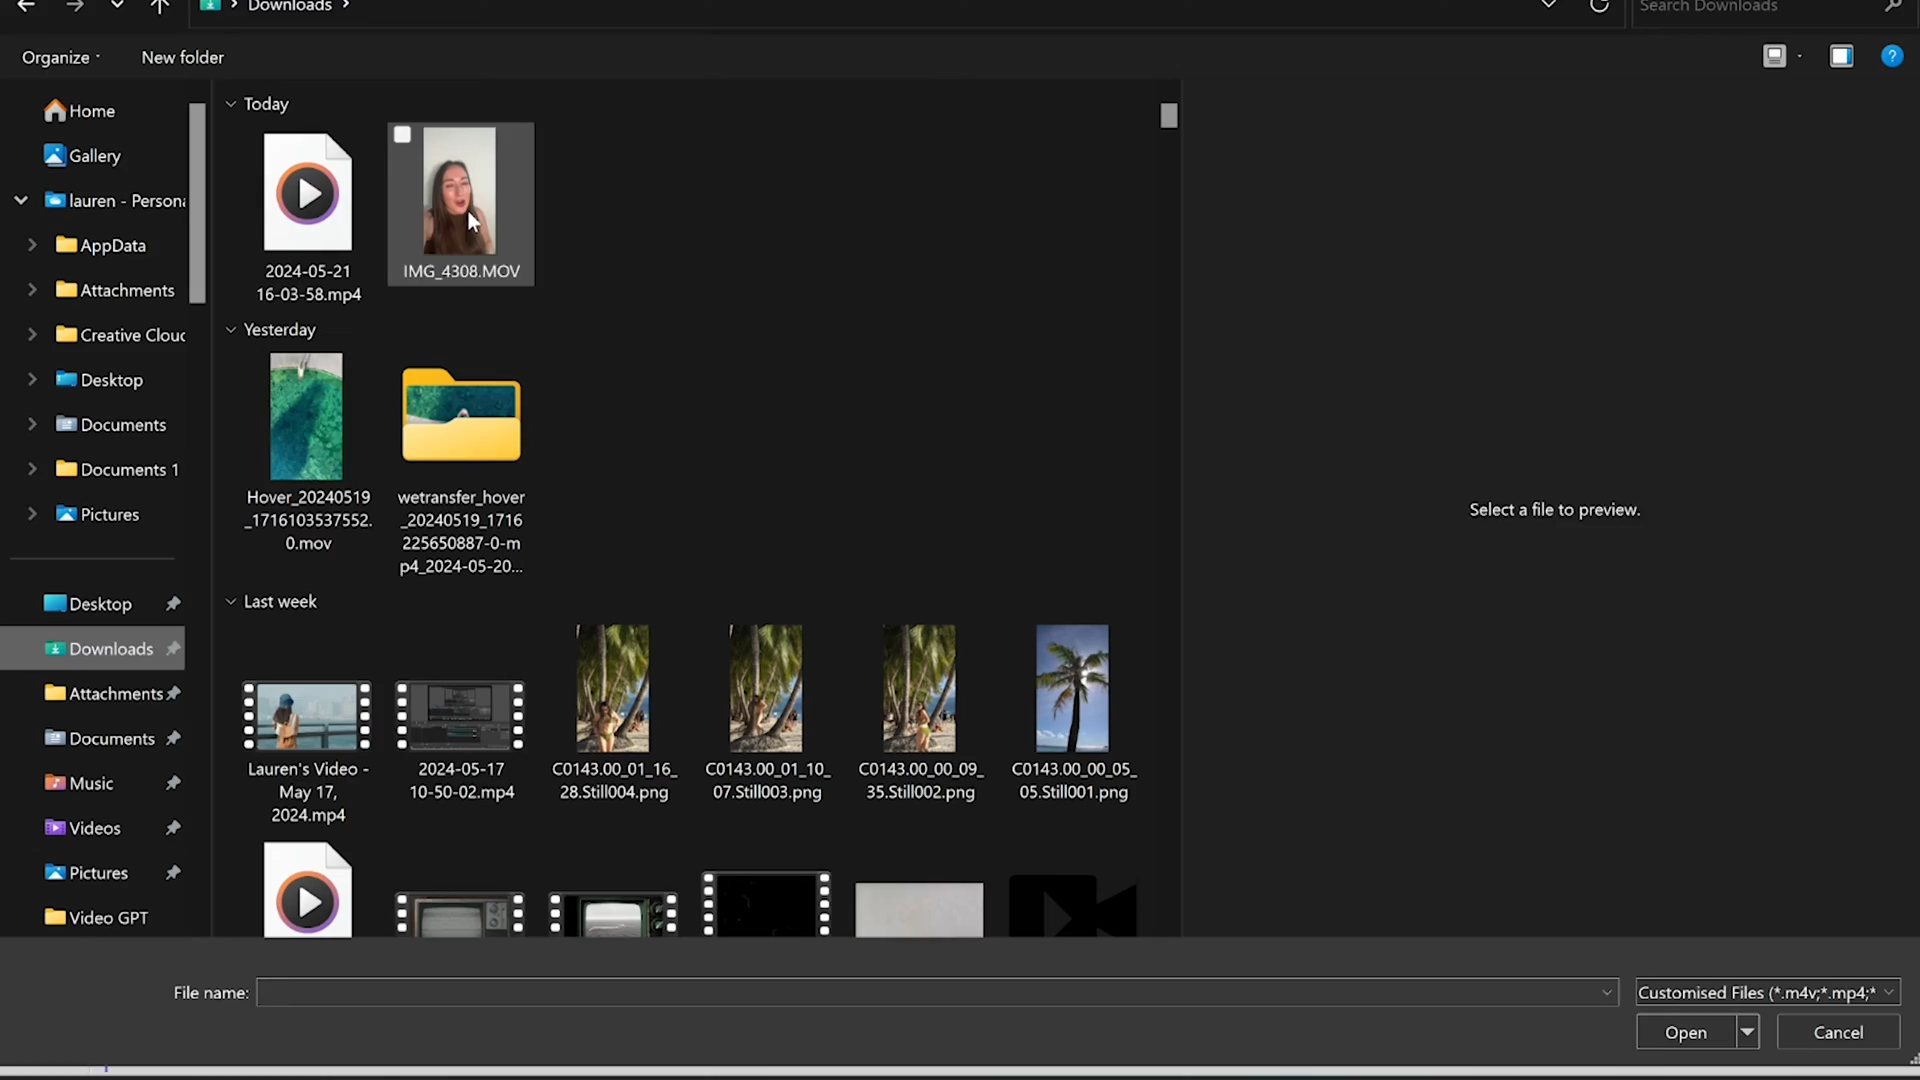 Downloads
Search Downloads
Organize
New folder
Home
Gallery
lauren - Persona
AppData
Attachments
Creative Cloud
Desktop
Documents
Documents 1
Pictures
Desktop
Downloads
Attachments
Documents
Music
Videos
Pictures
Video GPT
Today
2024-05-21
16-03-58.mp4
IMG_4308.MOV
Yesterday
Hover_20240519
_1716103537552.
0.mov
wetransfer_hover
_20240519_1716
225650887-0-m
p4_2024-05-20...
Last week
Lauren's Video -
May 17,
2024.mp4
2024-05-17
10-50-02.mp4
C0143.00_01_16_
28.Still004.png
C0143.00_01_10_
07.Still003.png
C0143.00_00_09_
35.Still002.png
C0143.00_00_05_
05.Still001.png
Select a file to preview.
File name:
Customised Files (*.m4v;*.mp4;*
Open
Cancel